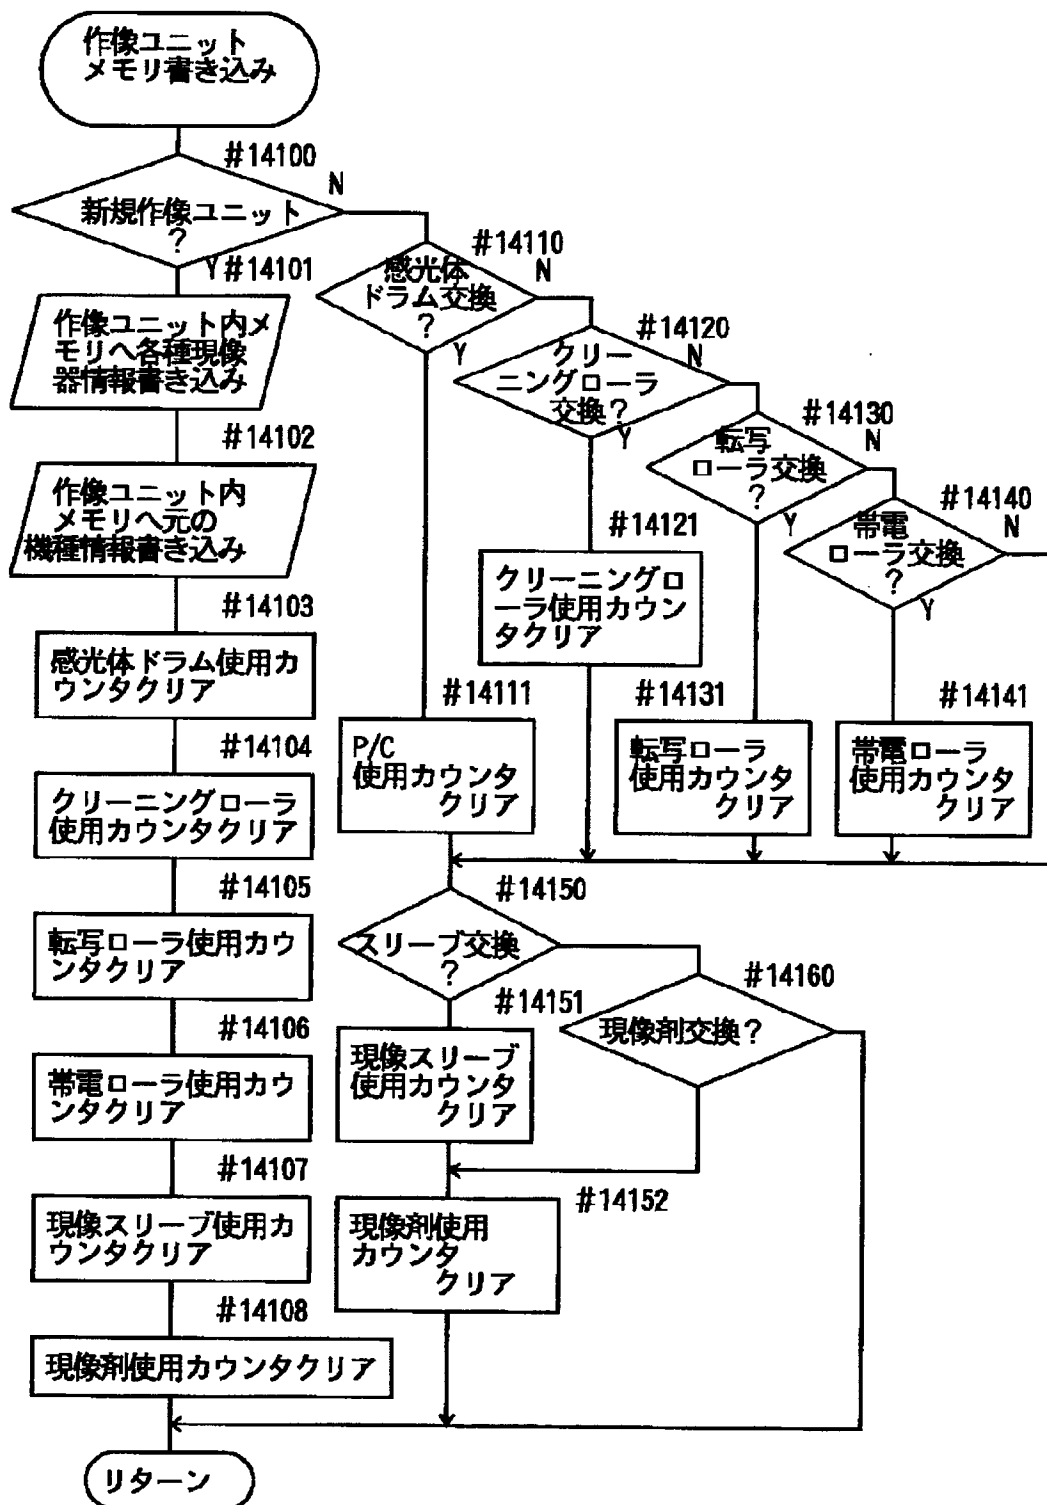 作像ユニット
メモリ書き込み
#14100
N
新規作像ユニット
?
Y
#14101
作像ユニット内メ
モリへ各種現像
器情報書き込み
#14102
作像ユニット内
メモリへ元の
機種情報書き込み
#14103
感光体ドラム使用カ
ウンタクリア
#14104
クリーニングローラ
使用カウンタクリア
#14105
転写ローラ使用カウ
ンタクリア
#14106
帯電ローラ使用カウ
ンタクリア
#14107
現像スリーブ使用カ
ウンタクリア
#14108
現像剤使用カウンタクリア
リターン
#14110
N
感光体
ドラム交換
?
Y
#14111
P/C
使用カウンタ
クリア
#14120
N
クリー
ニングローラ
交換?
Y
#14121
クリーニングロ
ーラ使用カウン
タクリア
#14130
N
転写
ローラ交換
?
Y
#14131
転写ローラ
使用カウンタ
クリア
#14140
N
帯電
ローラ交換
?
Y
#14141
帯電ローラ
使用カウンタ
クリア
#14150
スリーブ交換
?
#14151
現像スリーブ
使用カウンタ
クリア
#14160
現像剤交換?
#14152
現像剤使用
カウンタ
クリア